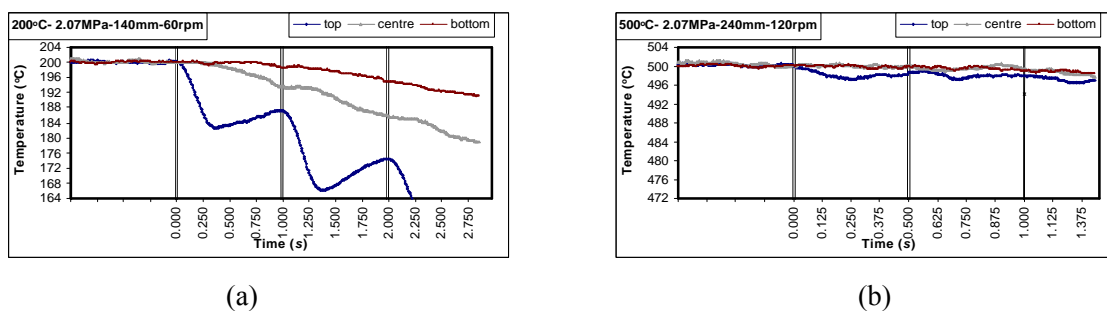 200°C- 2.07MPa-140mm-60rpm
top centre bottom
204
200
196
192
188
184
180
176
172
168
164
Temperature (°C)
0.000 0.250 0.500 0.750 1.000 1.250 1.500 1.750 2.000 2.250 2.500 2.750
Time (s)
(a)
500°C- 2.07MPa-240mm-120rpm
top centre bottom
504
500
496
492
488
484
480
476
472
Temperature (°C)
0.000 0.125 0.250 0.375 0.500 0.625 0.750 0.875 1.000 1.125 1.250 1.375
Time (s)
(b)